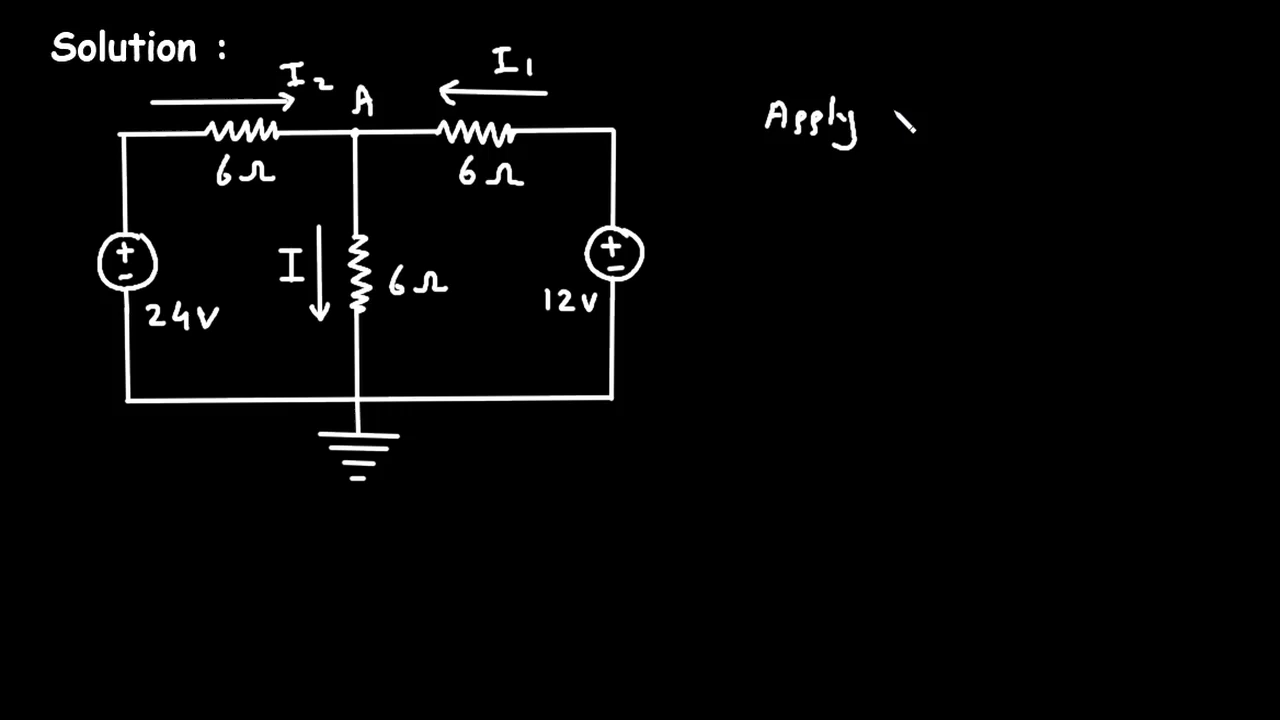 Solution :
I₂
A
I₁
6Ω
6Ω
Apply
I
6Ω
+
-
24V
+
-
12V